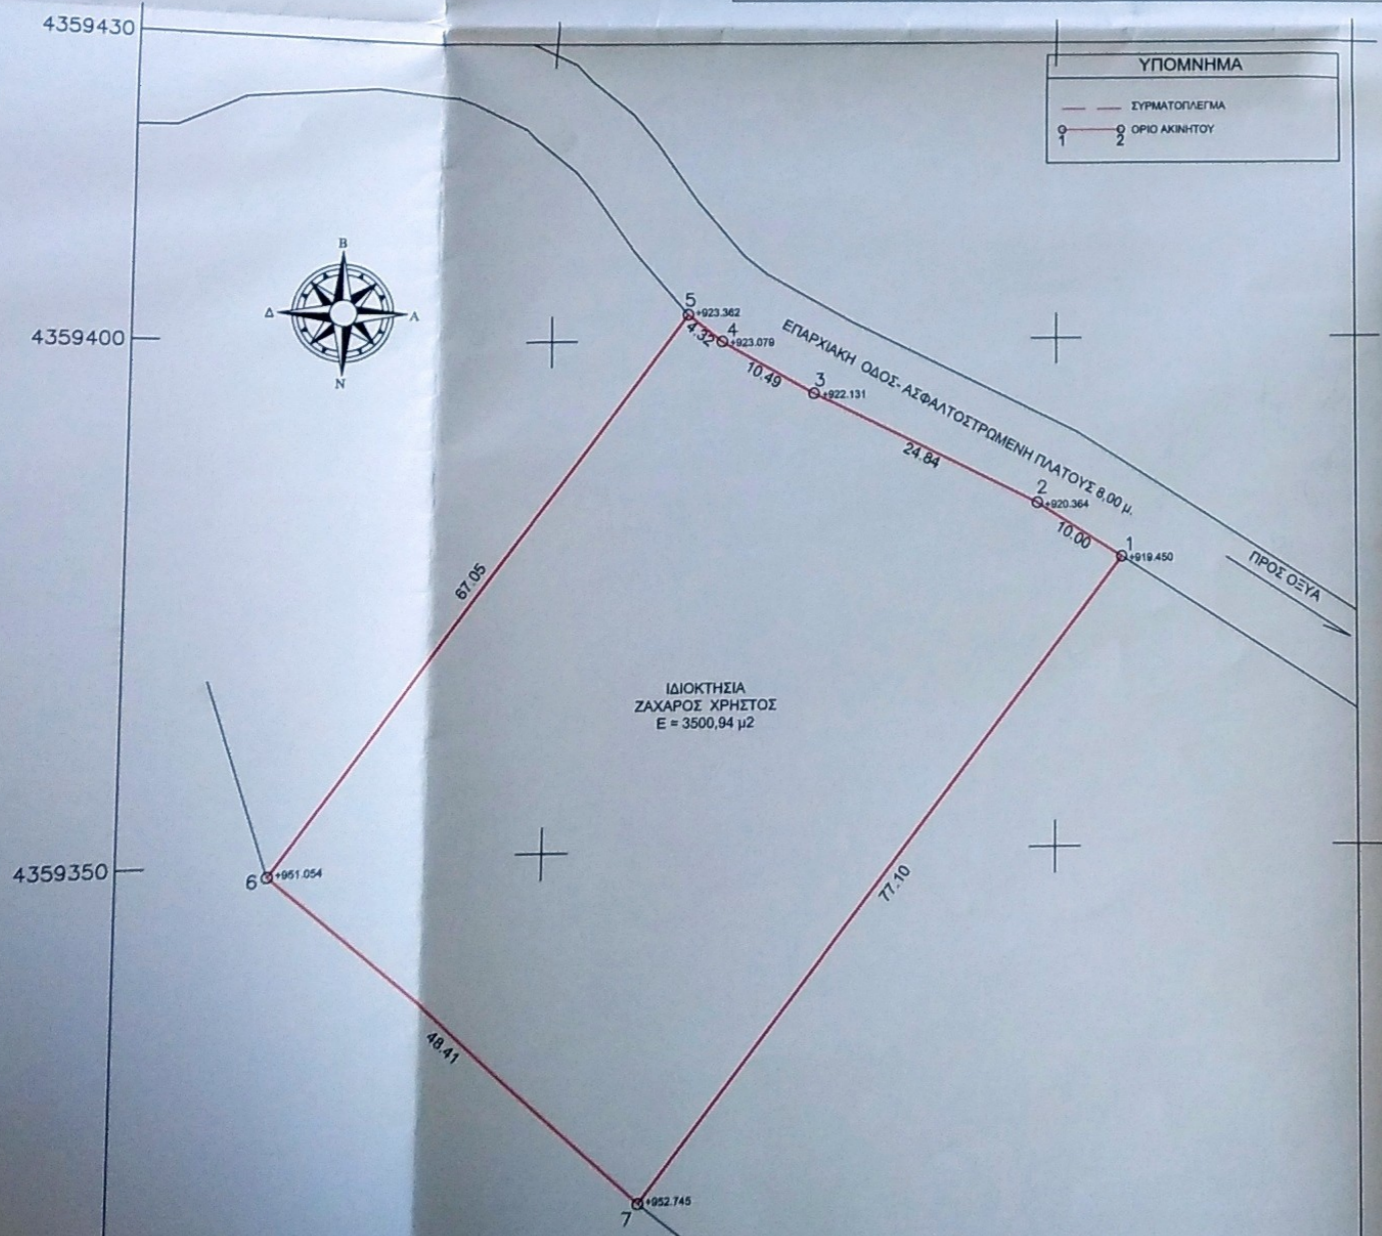 4359430
ΥΠΟΜΝΗΜΑ
ΣΥΡΜΑΤΟΠΛΕΓΜΑ
1 2 ΟΡΙΟ ΑΚΙΝΗΤΟΥ
Β
Δ Α
Ν
4359400
5 +923.362
4.32
4 +923.079
10.49
3 +922.131
24.84
ΕΠΑΡΧΙΑΚΗ ΟΔΟΣ- ΑΣΦΑΛΤΟΣΤΡΩΜΕΝΗ ΠΛΑΤΟΥΣ 8,00 μ.
2 +920.364
10.00
1 +919.450
ΠΡΟΣ ΟΞΥΑ
67.05
ΙΔΙΟΚΤΗΣΙΑ
ΖΑΧΑΡΟΣ ΧΡΗΣΤΟΣ
Ε = 3500,94 μ2
4359350
6 +951.054
77.10
48.41
7 +952.745